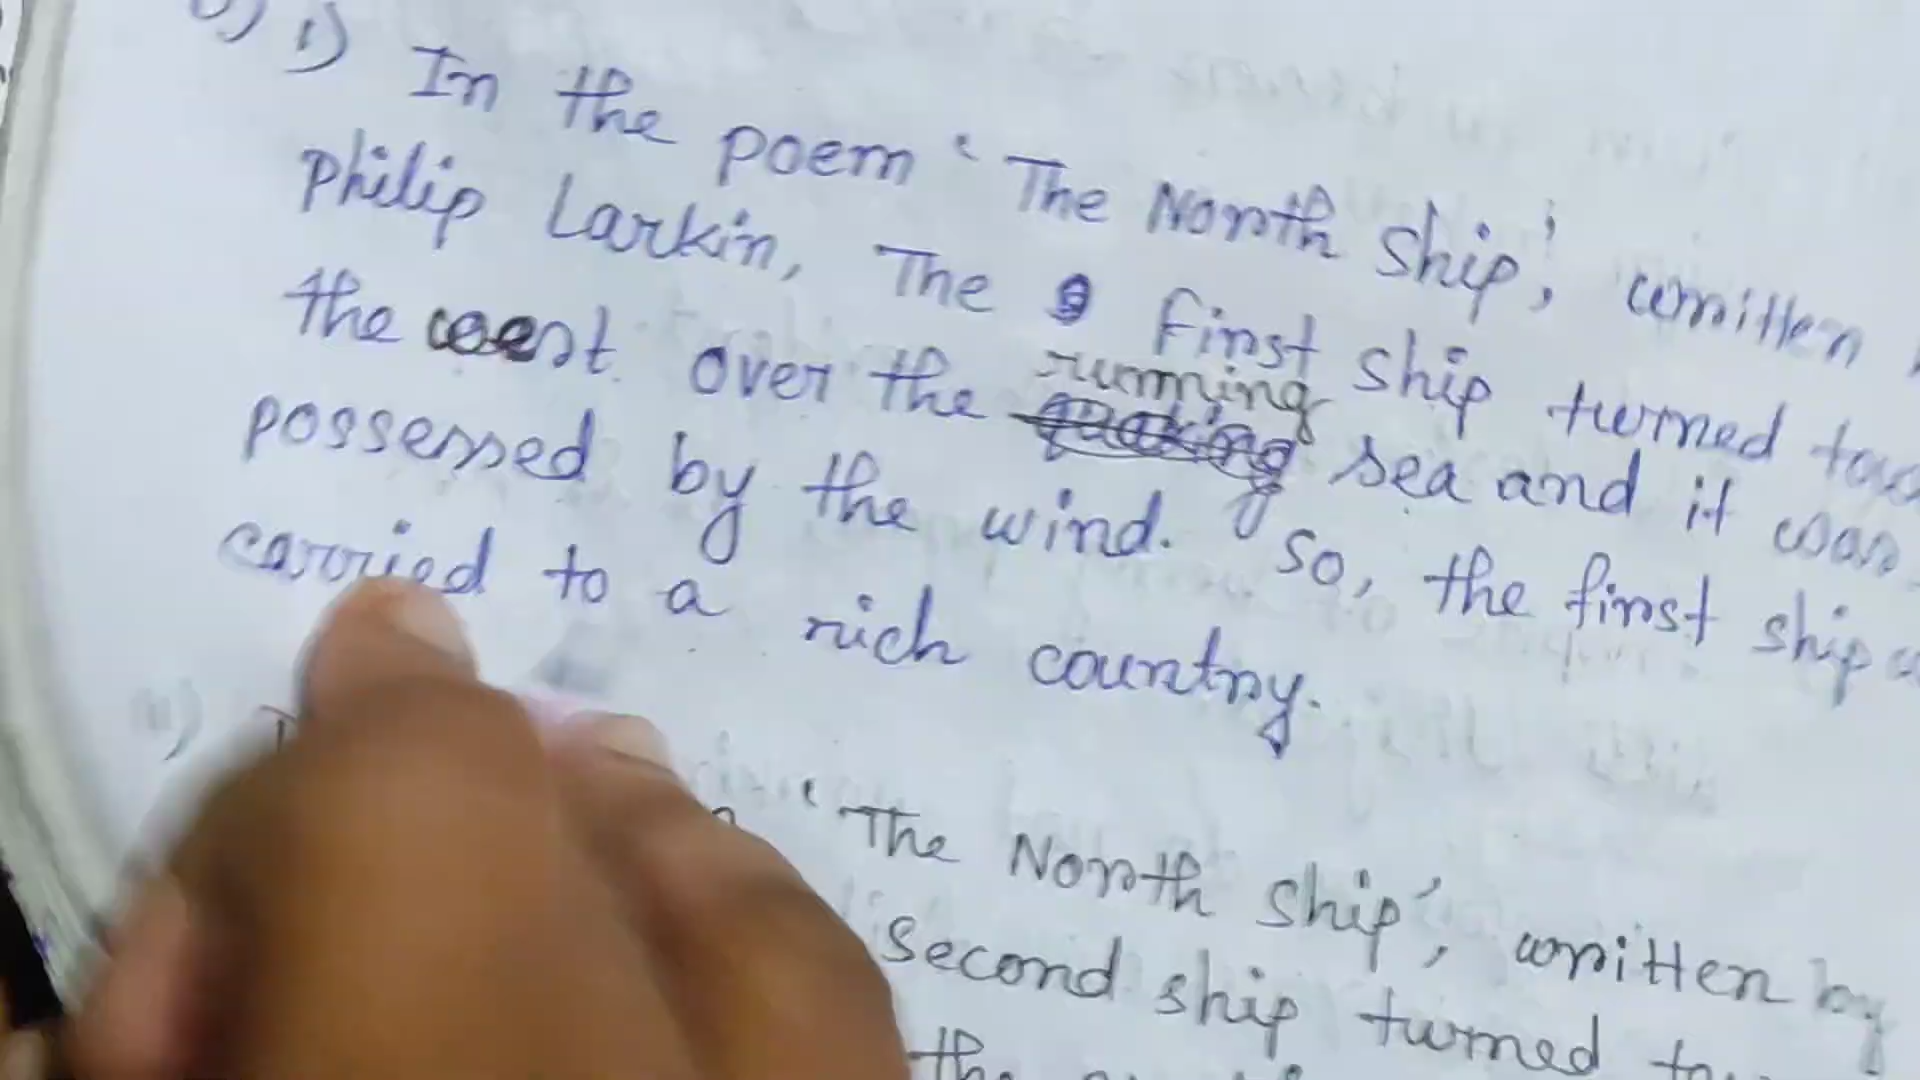 i) In the poem 'The North Ship', written
Philip Larkin, The first ship turned
the west over the running sea and it was
possessed by the wind. So, the first ship
carried to a rich country.
ii) 'The North Ship', written by
second ship turned
the